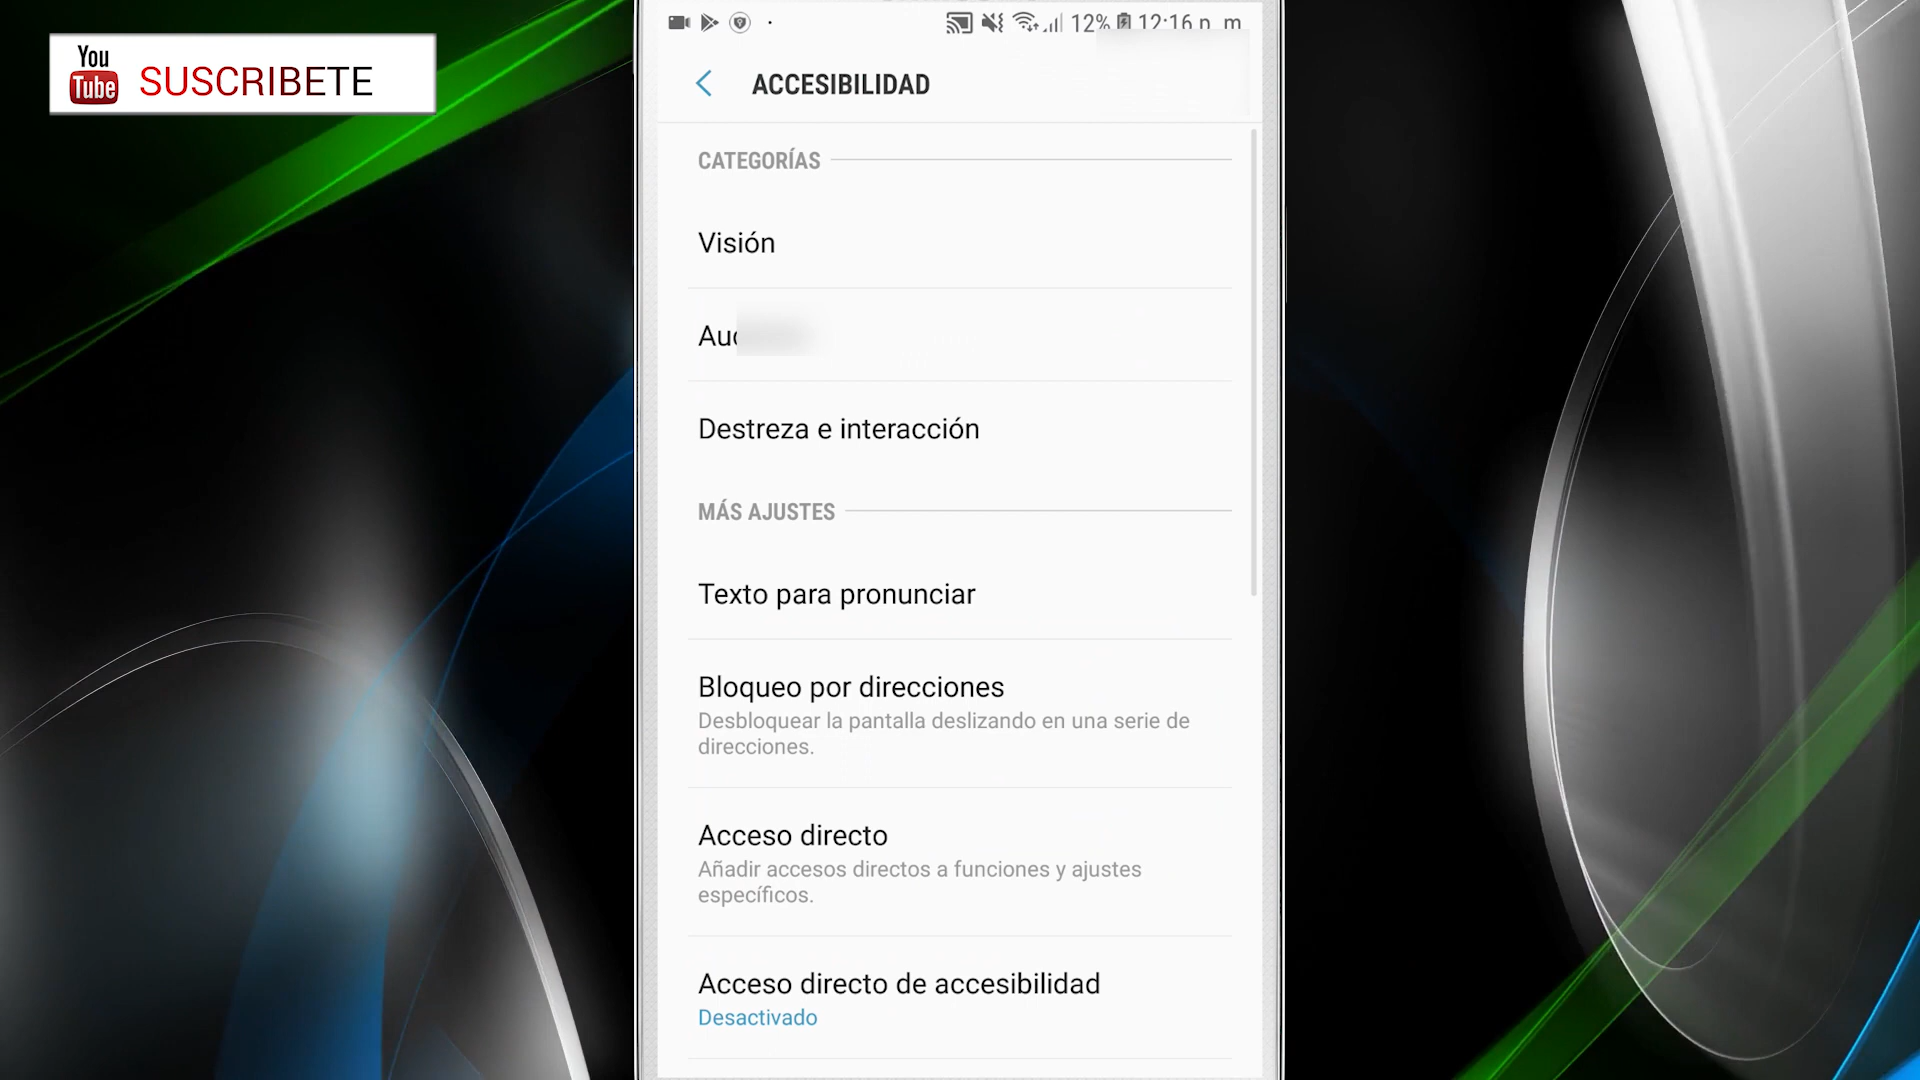 You
Tube SUSCRIBETE
12% 12:16 p. m.
ACCESIBILIDAD
CATEGORÍAS
Visión
Destreza e interacción
MÁS AJUSTES
Texto para pronunciar
Bloqueo por direcciones
Desbloquear la pantalla deslizando en una serie de
direcciones.
Acceso directo
Añadir accesos directos a funciones y ajustes
específicos.
Acceso directo de accesibilidad
Desactivado